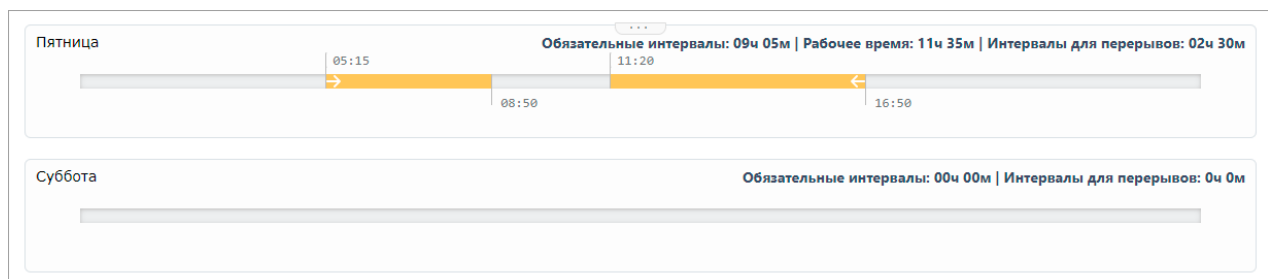 Пятница
Обязательные интервалы: 09ч 05м | Рабочее время: 11ч 35м | Интервалы для перерывов: 02ч 30м
05:15 11:20
08:50 16:50
Суббота
Обязательные интервалы: 00ч 00м | Интервалы для перерывов: 0ч 0м